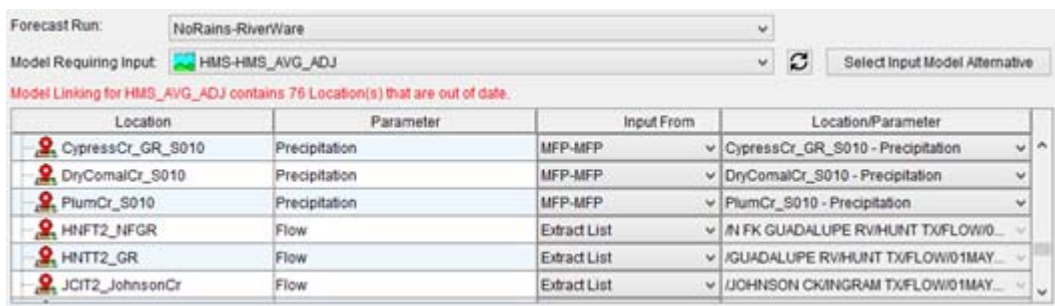 Forecast Run: NoRains-RiverWare
Model Requiring Input: HMS-HMS_AVG_ADJ Select Input Model Alternative
Model Linking for HMS_AVG_ADJ contains 76 Location(s) that are out of date.
Location Parameter Input From Location/Parameter
CypressCr_GR_S010 Precipitation MFP-MFP CypressCr_GR_S010 - Precipitation
DryComalCr_S010 Precipitation MFP-MFP DryComalCr_S010 - Precipitation
PlumCr_S010 Precipitation MFP-MFP PlumCr_S010 - Precipitation
HNFT2_NFGR Flow Extract List /N FK GUADALUPE RV/HUNT TX/FLOW/0...
HNTT2_GR Flow Extract List /GUADALUPE RV/HUNT TX/FLOW/01MAY...
JCIT2_JohnsonCr Flow Extract List /JOHNSON CK/INGRAM TX/FLOW/01MAY...